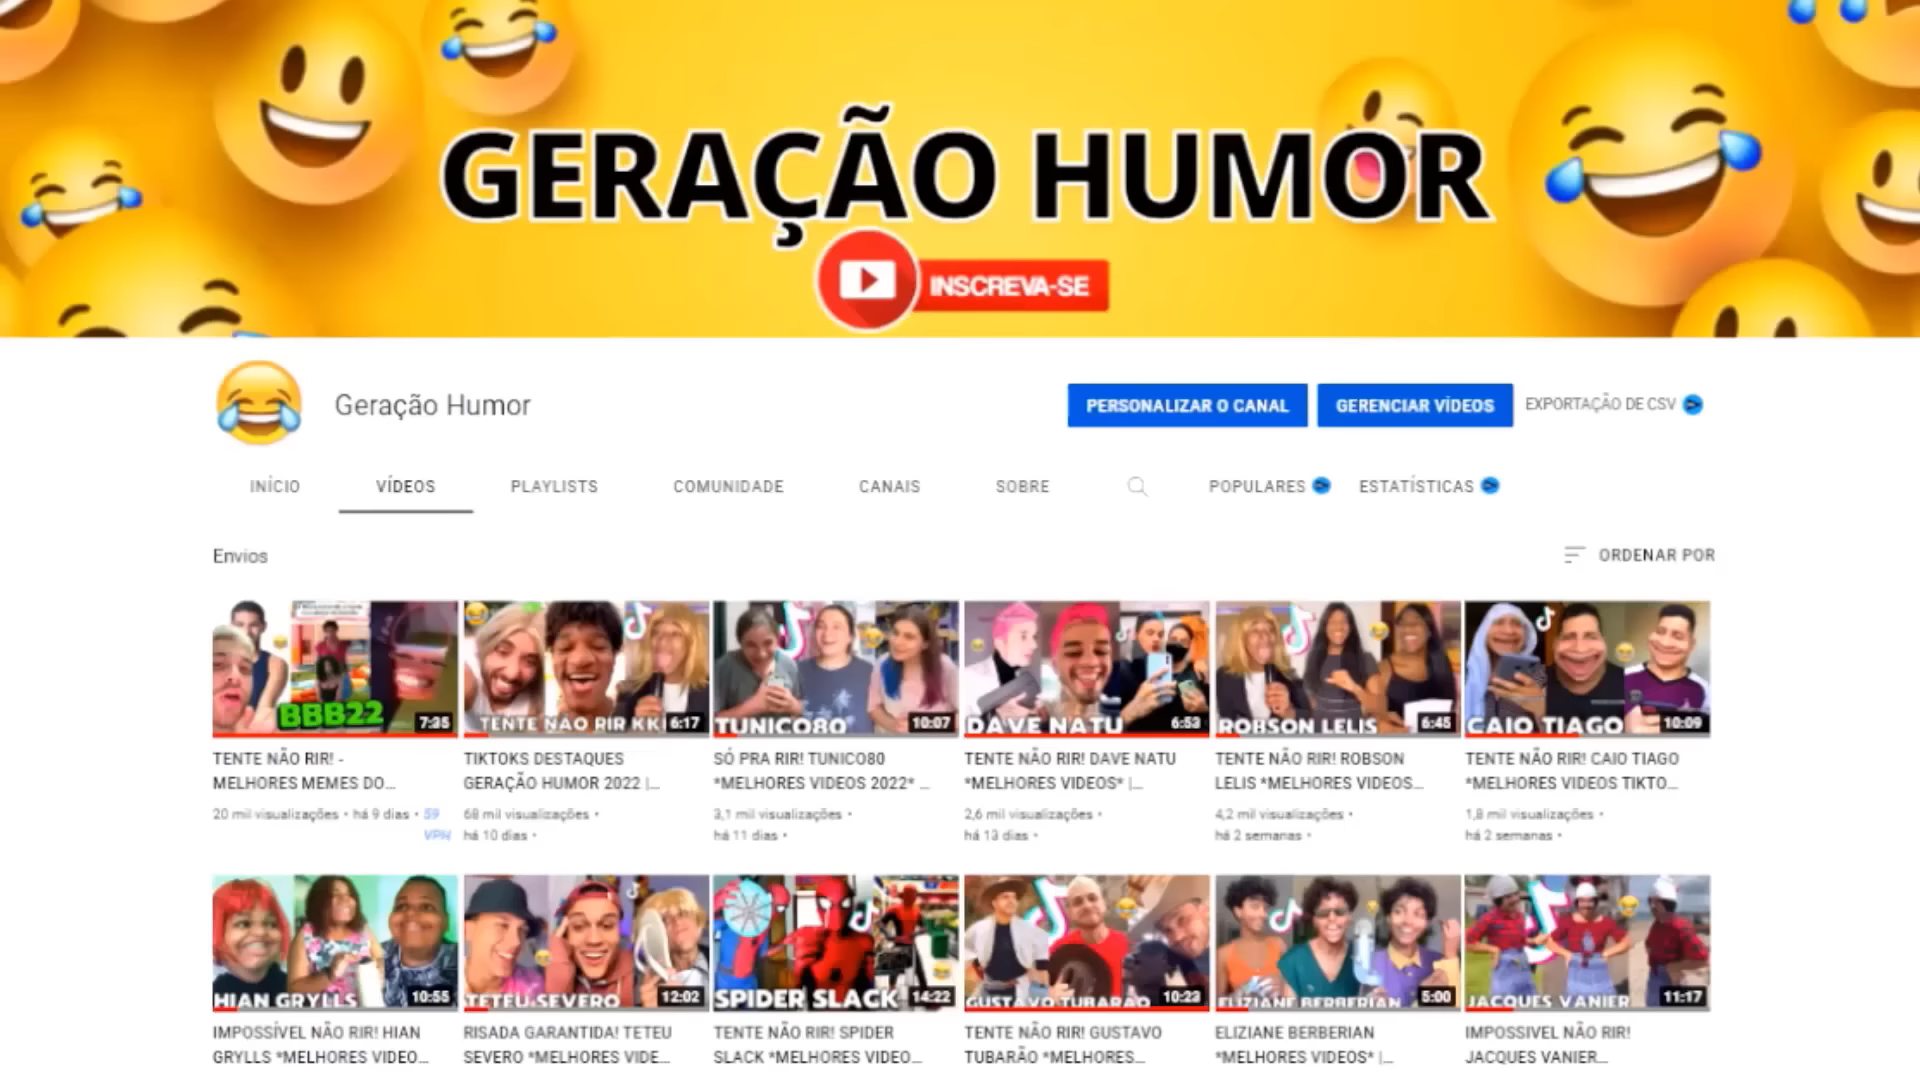 GERAÇÃO HUMOR
INSCREVA-SE
Geração Humor
PERSONALIZAR O CANAL
GERENCIAR VÍDEOS
EXPORTAÇÃO DE CSV
INÍCIO
VÍDEOS
PLAYLISTS
COMUNIDADE
CANAIS
SOBRE
POPULARES
ESTATÍSTICAS
Envios
ORDENAR POR
BBB22
7:35
TENTE NÃO RIR! -
MELHORES MEMES DO...
20 mil visualizações • há 9 dias • 59
VPH
TENTE NÃO RIR KK
6:17
TIKTOKS DESTAQUES
GERAÇÃO HUMOR 2022 |...
68 mil visualizações •
há 10 dias •
TUNICO80
10:07
SÓ PRA RIR! TUNICO80
*MELHORES VIDEOS 2022* ...
3,1 mil visualizações •
há 11 dias •
DAVE NATU
6:53
TENTE NÃO RIR! DAVE NATU
*MELHORES VIDEOS* |...
2,6 mil visualizações •
há 13 dias •
ROBSON LELIS
6:45
TENTE NÃO RIR! ROBSON
LELIS *MELHORES VIDEOS...
4,2 mil visualizações •
há 2 semanas •
CAIO TIAGO
10:09
TENTE NÃO RIR! CAIO TIAGO
*MELHORES VIDEOS TIKTO...
1,8 mil visualizações •
há 2 semanas •
HIAN GRYLLS
10:55
IMPOSSÍVEL NÃO RIR! HIAN
GRYLLS *MELHORES VIDEO...
TETEU SEVERO
12:02
RISADA GARANTIDA! TETEU
SEVERO *MELHORES VIDE...
SPIDER SLACK
14:22
TENTE NÃO RIR! SPIDER
SLACK *MELHORES VIDEO...
GUSTAVO TUBARÃO
10:23
TENTE NÃO RIR! GUSTAVO
TUBARÃO *MELHORES...
ELIZIANE BERBERIAN
5:00
ELIZIANE BERBERIAN
*MELHORES VIDEOS* |...
JACQUES VANIER
11:17
IMPOSSIVEL NÃO RIR!
JACQUES VANIER...